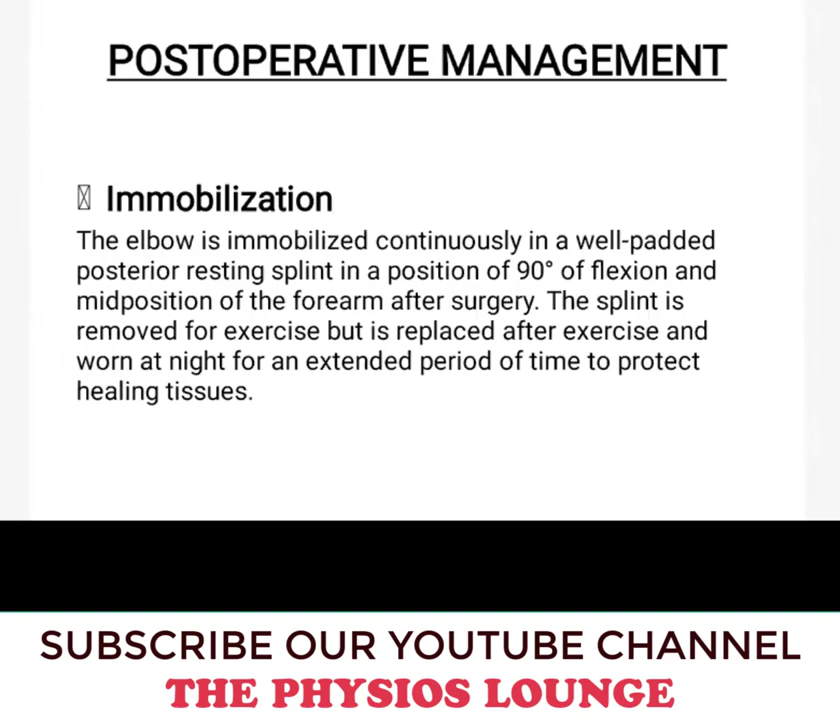 POSTOPERATIVE MANAGEMENT
Immobilization
The elbow is immobilized continuously in a well-padded
posterior resting splint in a position of 90° of flexion and
midposition of the forearm after surgery. The splint is
removed for exercise but is replaced after exercise and
worn at night for an extended period of time to protect
healing tissues.
SUBSCRIBE OUR YOUTUBE CHANNEL
THE PHYSIOS LOUNGE